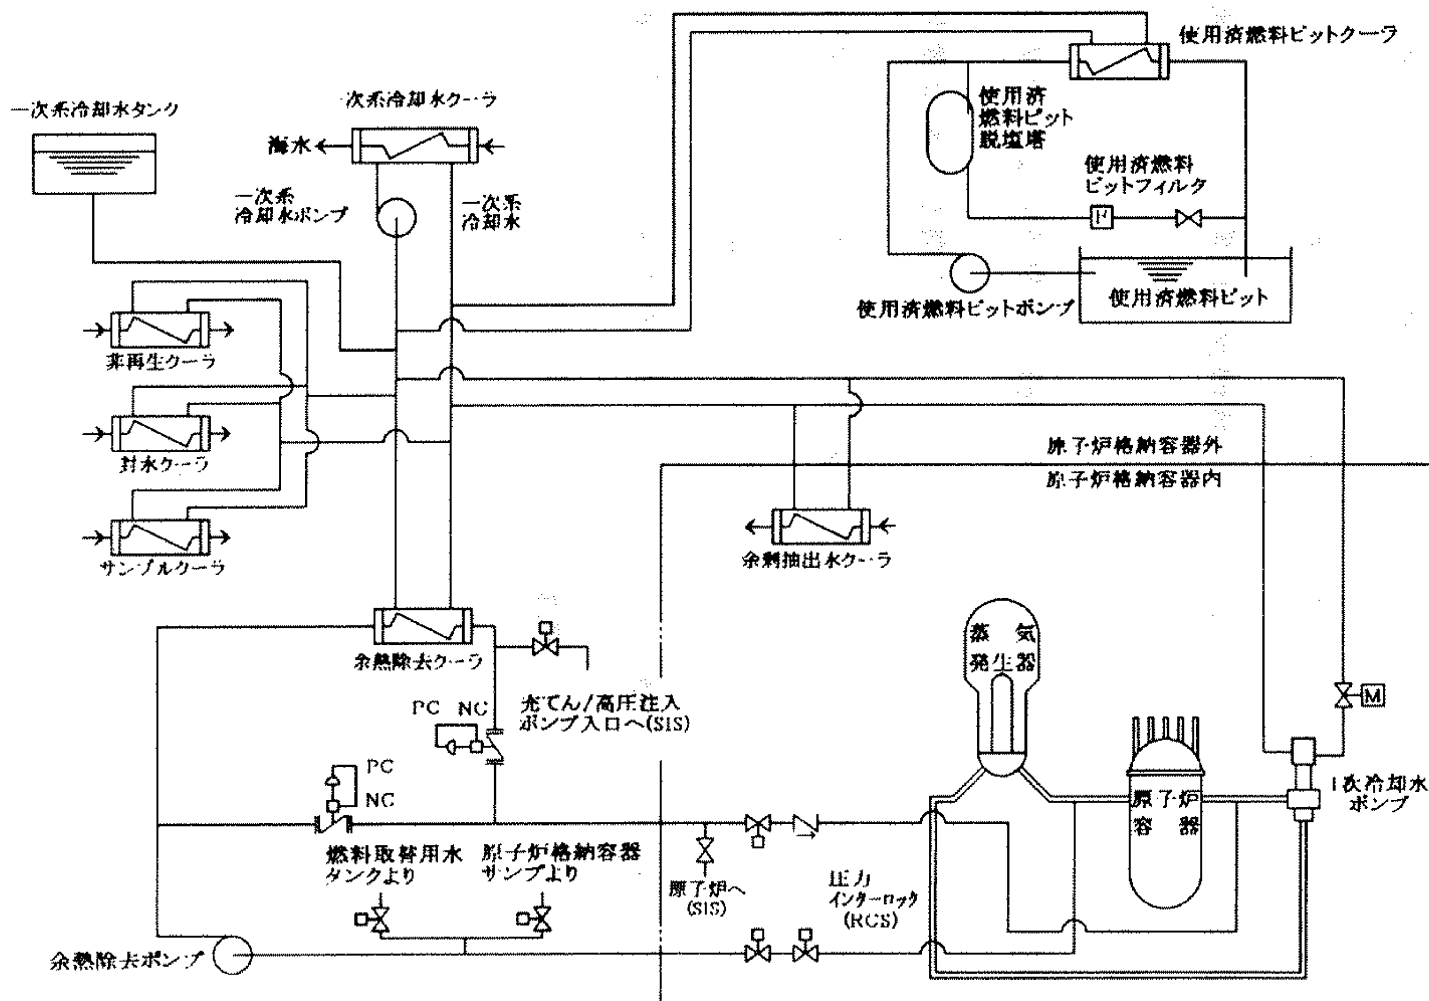 使用済燃料ピットクーラ
一次系冷却水タンク
一次系冷却水クーラ
海水
使用済
燃料ピット
脱塩塔
使用済燃料
ピットフィルタ
F
一次系
冷却水ポンプ
一次系
冷却水
使用済燃料ピット
使用済燃料ピットポンプ
非再生クーラ
封水クーラ
サンプルクーラ
原子炉格納容器外
原子炉格納容器内
余剰抽出水クーラ
余熱除去クーラ
蒸気
発生器
充てん/高圧注入
ポンプ入口へ(SIS)
PC NC
M
PC
NC
1次冷却水
ポンプ
原子炉
容器
燃料取替用水
タンクより
原子炉格納容器
サンプより
原子炉へ
(SIS)
圧力
インターロック
(RCS)
余熱除去ポンプ